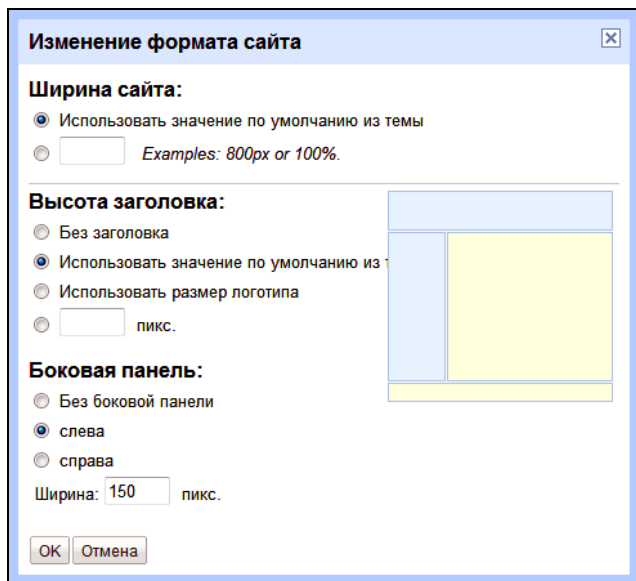 Изменение формата сайта
Ширина сайта:
Использовать значение по умолчанию из темы
Examples: 800px or 100%.
Высота заголовка:
Без заголовка
Использовать значение по умолчанию из
Использовать размер логотипа
пикс.
Боковая панель:
Без боковой панели
слева
справа
Ширина: 150 пикс.
OK Отмена